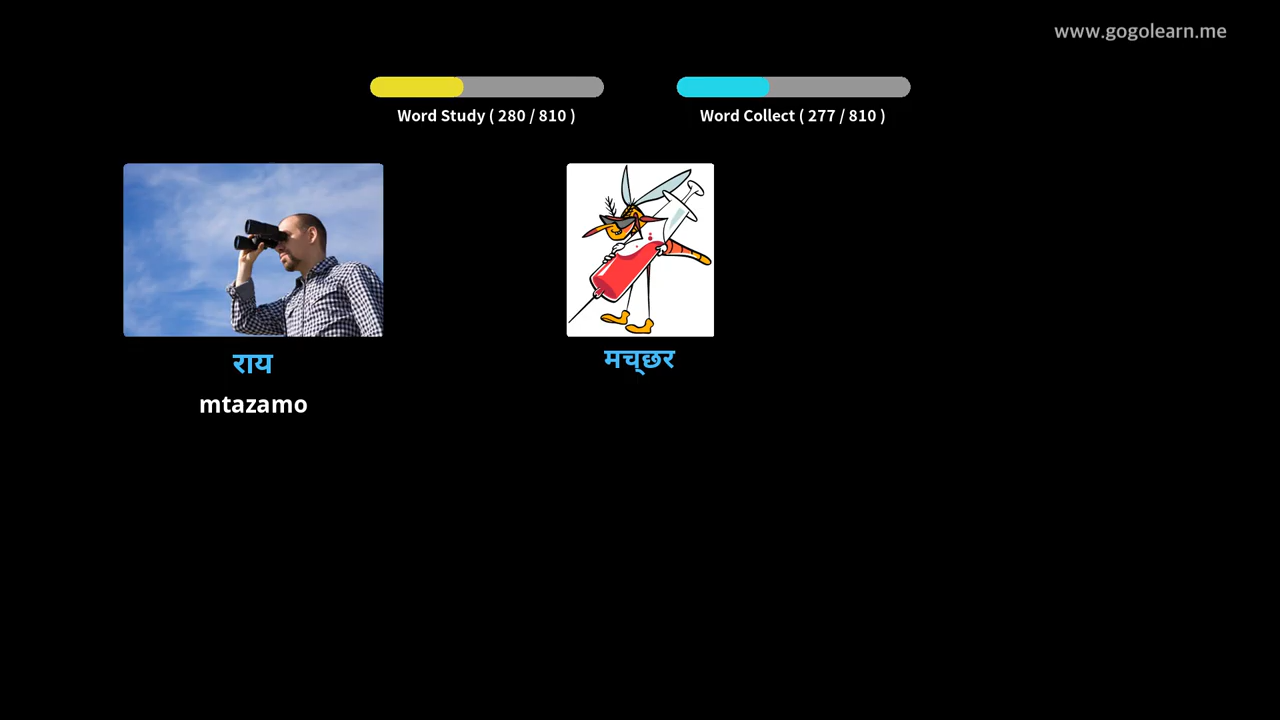 www.gogolearn.me
Word Study ( 280 / 810 )
Word Collect ( 277 / 810 )
राय
mtazamo
मच्छर